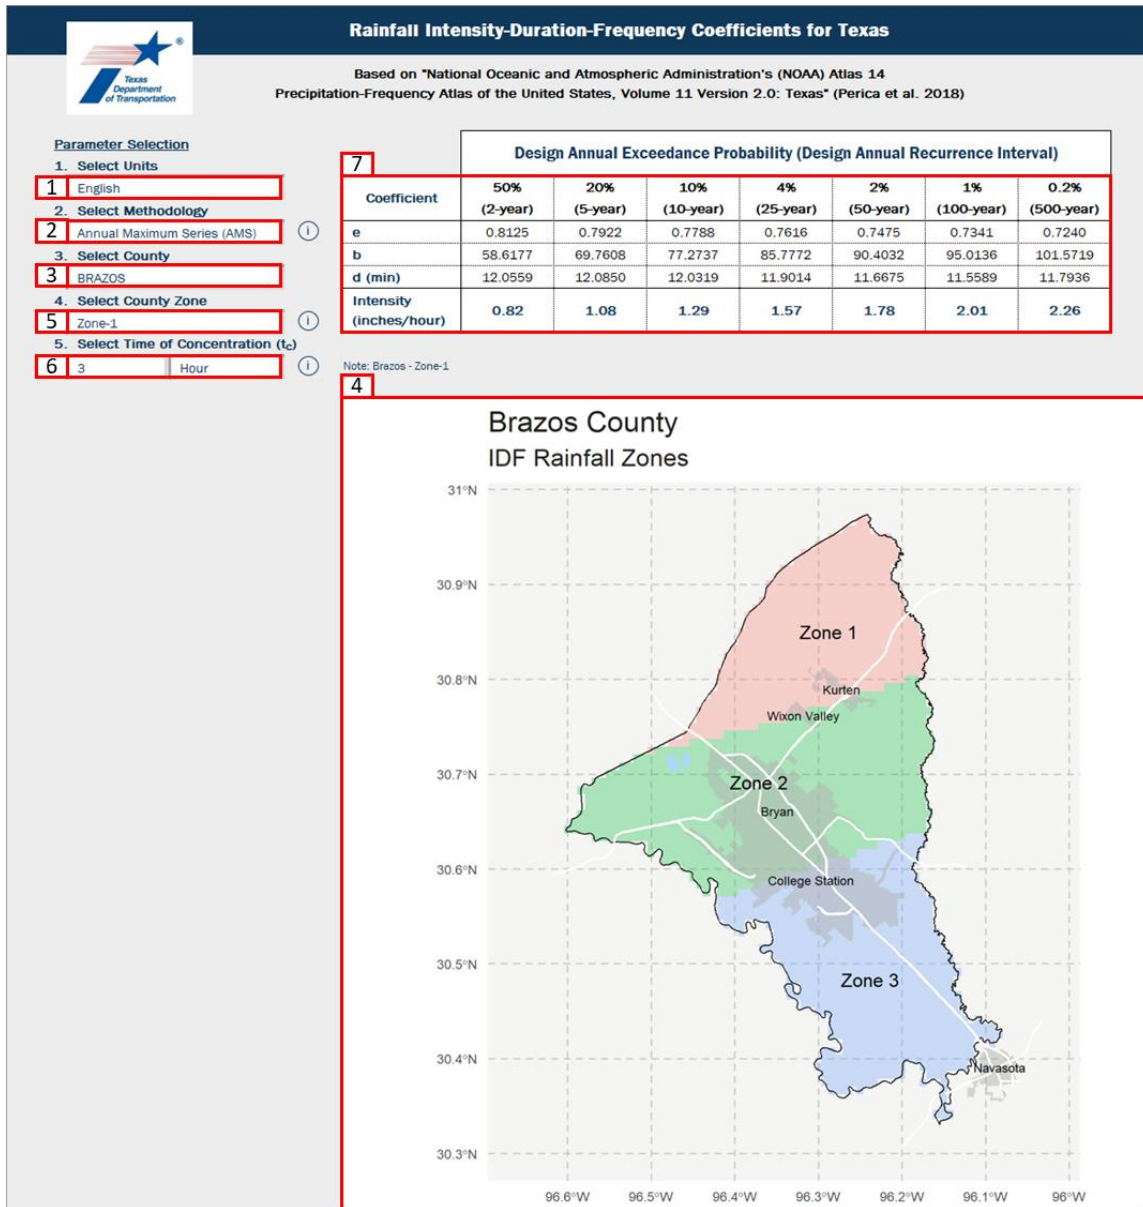 Rainfall Intensity-Duration-Frequency Coefficients for Texas
Texas
Department
of Transportation
®
Based on "National Oceanic and Atmospheric Administration's (NOAA) Atlas 14
Precipitation-Frequency Atlas of the United States, Volume 11 Version 2.0: Texas" (Perica et al. 2018)
Parameter Selection
1. Select Units
1 English
2. Select Methodology
2 Annual Maximum Series (AMS) i
3. Select County
3 BRAZOS
4. Select County Zone
5 Zone-1 i
5. Select Time of Concentration (tc)
6 3 Hour i
7
Design Annual Exceedance Probability (Design Annual Recurrence Interval)
Coefficient 50% 20% 10% 4% 2% 1% 0.2%
(2-year) (5-year) (10-year) (25-year) (50-year) (100-year) (500-year)
e 0.8125 0.7922 0.7788 0.7616 0.7475 0.7341 0.7240
b 58.6177 69.7608 77.2737 85.7772 90.4032 95.0136 101.5719
d (min) 12.0559 12.0850 12.0319 11.9014 11.6675 11.5589 11.7936
Intensity
(inches/hour) 0.82 1.08 1.29 1.57 1.78 2.01 2.26
Note: Brazos - Zone-1
4
Brazos County
IDF Rainfall Zones
31°N
30.9°N
Zone 1
30.8°N
Kurten
Wixon Valley
30.7°N
Zone 2
Bryan
30.6°N
College Station
30.5°N
Zone 3
30.4°N
Navasota
30.3°N
96.6°W 96.5°W 96.4°W 96.3°W 96.2°W 96.1°W 96°W